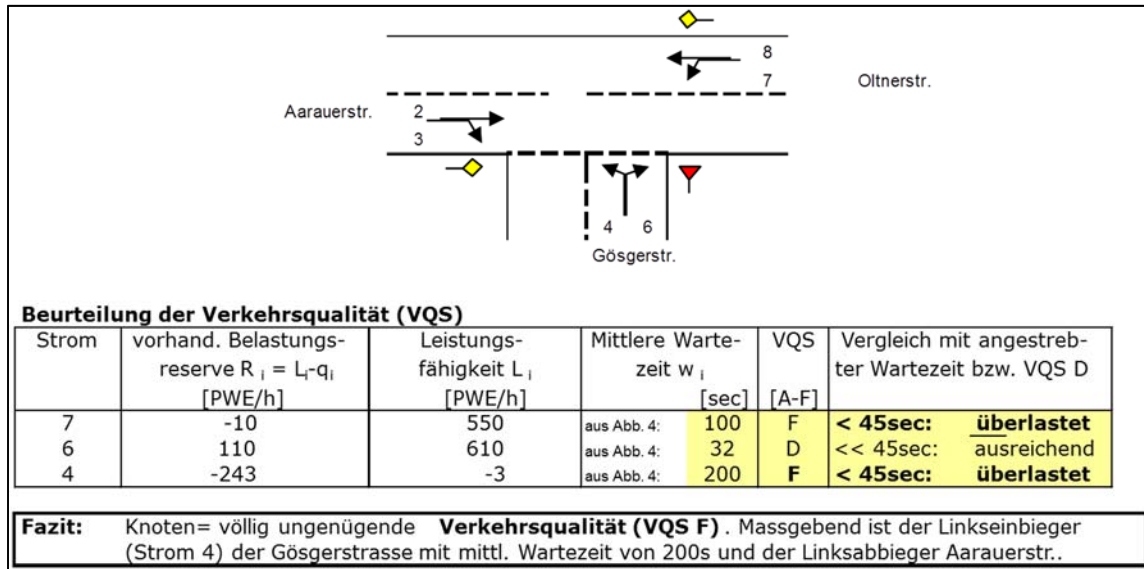 8
7
Oltnerstr.
Aarauerstr.
2
3
4 6
Gösgerstr.
Beurteilung der Verkehrsqualität (VQS)
Strom vorhand. Belastungs- Leistungs- Mittlere Warte- VQS Vergleich mit angestreb-
reserve R i = Li-qi fähigkeit L i zeit w i ter Wartezeit bzw. VQS D
[PWE/h] [PWE/h] [sec] [A-F]
7 -10 550 aus Abb. 4: 100 F < 45sec: überlastet
6 110 610 aus Abb. 4: 32 D << 45sec: ausreichend
4 -243 -3 aus Abb. 4: 200 F < 45sec: überlastet
Fazit: Knoten= völlig ungenügende Verkehrsqualität (VQS F) . Massgebend ist der Linkseinbieger
(Strom 4) der Gösgerstrasse mit mittl. Wartezeit von 200s und der Linksabbieger Aarauerstr..